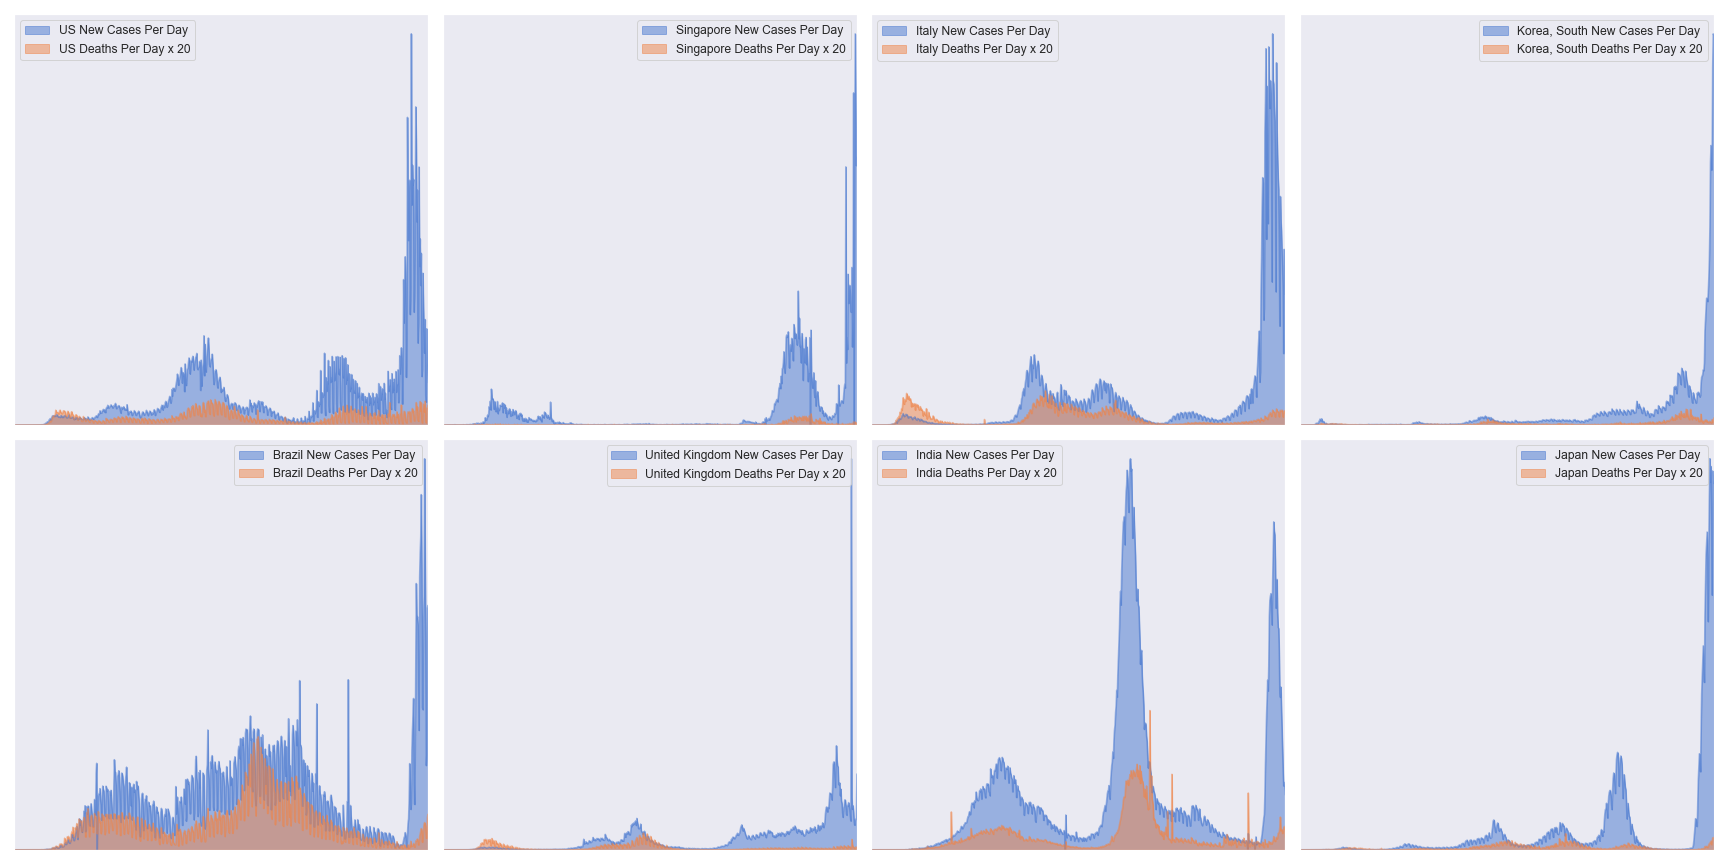 US New Cases Per Day
US Deaths Per Day x 20
Singapore New Cases Per Day
Singapore Deaths Per Day x 20
Italy New Cases Per Day
Italy Deaths Per Day x 20
Korea, South New Cases Per Day
Korea, South Deaths Per Day x 20
Brazil New Cases Per Day
Brazil Deaths Per Day x 20
United Kingdom New Cases Per Day
United Kingdom Deaths Per Day x 20
India New Cases Per Day
India Deaths Per Day x 20
Japan New Cases Per Day
Japan Deaths Per Day x 20